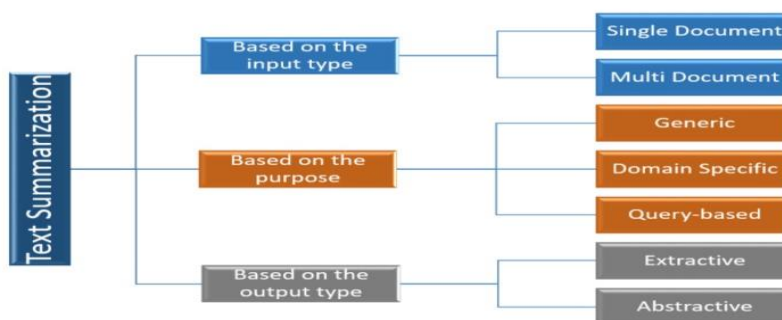 Text Summarization
Based on the
input type
Single Document
Multi Document
Based on the
purpose
Generic
Domain Specific
Query-based
Based on the
output type
Extractive
Abstractive